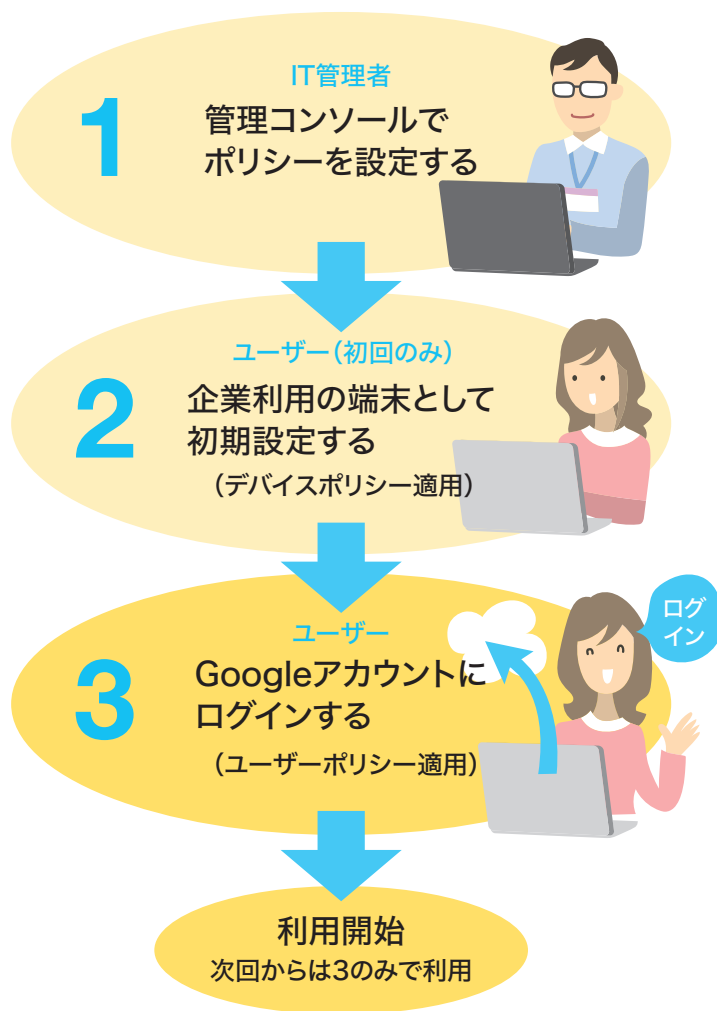 IT管理者
1
管理コンソールで
ポリシーを設定する
ユーザー（初回のみ）
2
企業利用の端末として
初期設定する
（デバイスポリシー適用）
ログ
イン
ユーザー
3
Googleアカウントに
ログインする
（ユーザーポリシー適用）
利用開始
次回からは3のみで利用